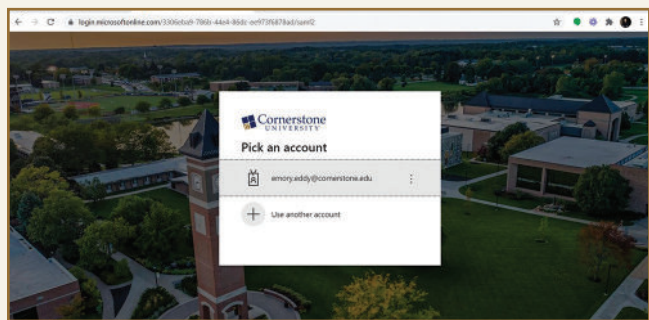 login.microsoftonline.com/3306eba9-786b-44e4-86dc-ee973f6878ad/saml2
Cornerstone
UNIVERSITY
Pick an account
emory.eddy@cornerstone.edu
Use another account